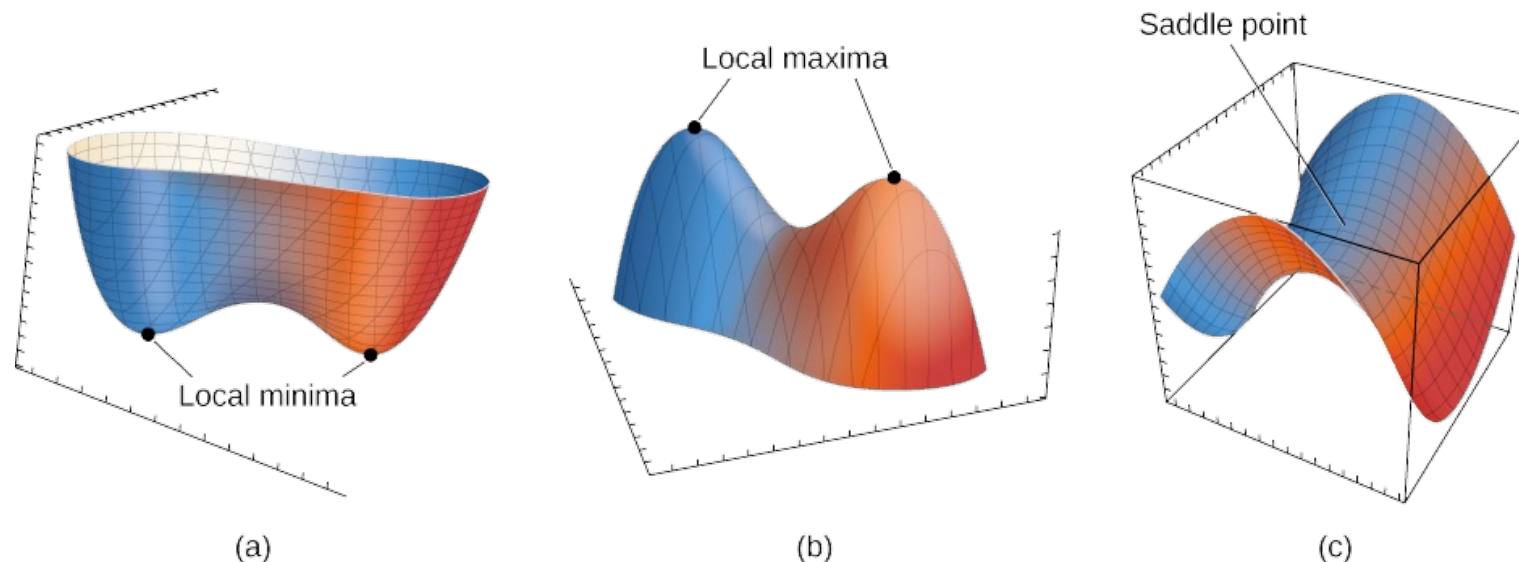 Saddle point
Local maxima
Local minima
(a)
(b)
(c)